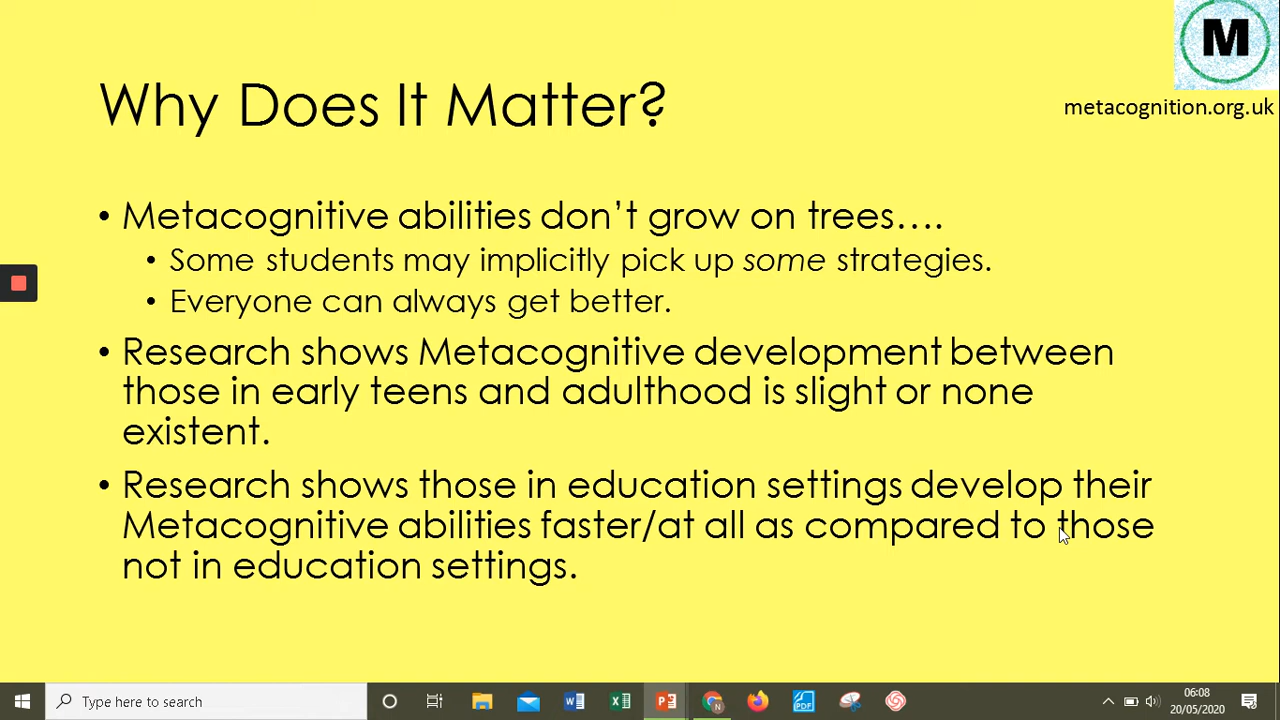 M
metacognition.org.uk
Why Does It Matter?
• Metacognitive abilities don’t grow on trees….
• Some students may implicitly pick up some strategies.
• Everyone can always get better.
• Research shows Metacognitive development between
those in early teens and adulthood is slight or none
existent.
• Research shows those in education settings develop their
Metacognitive abilities faster/at all as compared to those
not in education settings.
Type here to search
06:08
20/05/2020